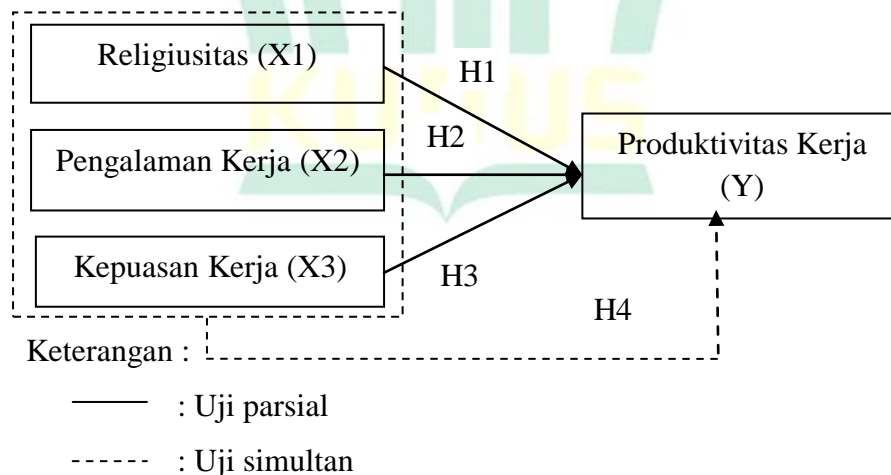 Religiusitas (X1)
H1
KUDUS
H2
Pengalaman Kerja (X2)
Produktivitas Kerja
(Y)
Kepuasan Kerja (X3)
H3
H4
Keterangan :
: Uji parsial
: Uji simultan